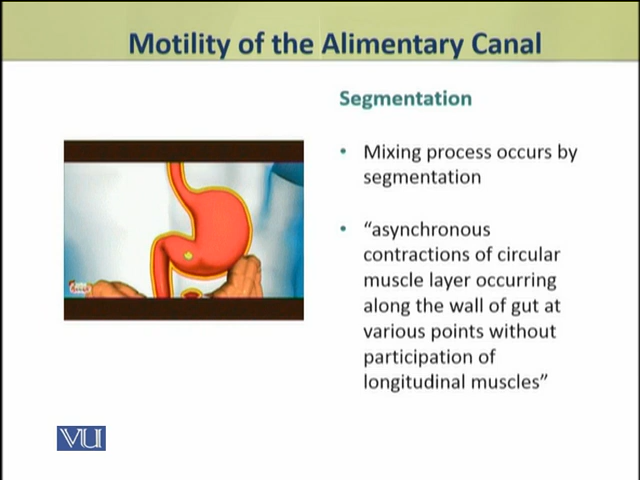 Motility of the Alimentary Canal
Segmentation
• Mixing process occurs by
segmentation
• “asynchronous
contractions of circular
muscle layer occurring
along the wall of gut at
various points without
participation of
longitudinal muscles”
VU